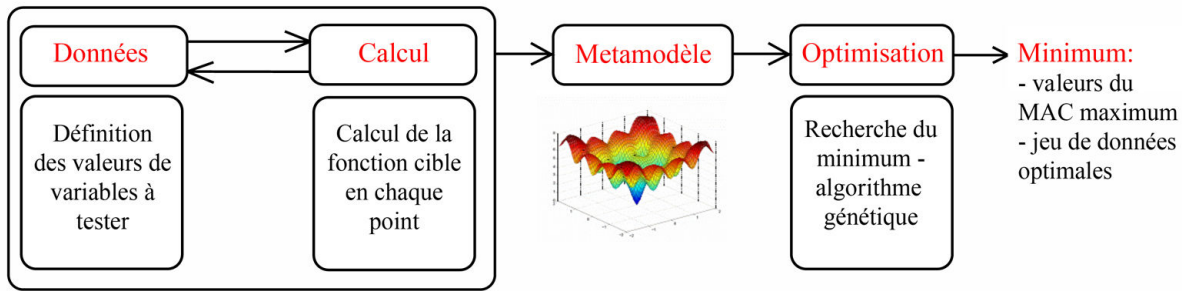 Données
Calcul
Metamodèle
Optimisation
Minimum:
- valeurs du
MAC maximum
- jeu de données
optimales
Définition
des valeurs de
variables à
tester
Calcul de la
fonction cible
en chaque
point
Recherche du
minimum -
algorithme
génétique